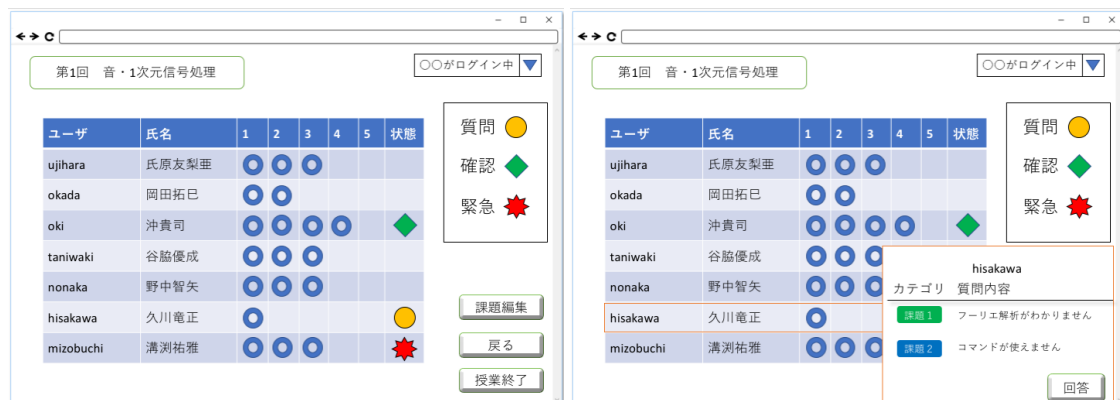 第1回 音・1次元信号処理
〇〇がログイン中
ユーザ 氏名 1 2 3 4 5 状態
ujihara 氏原友梨亜
okada 岡田拓巳
oki 沖貴司
taniwaki 谷脇優成
nonaka 野中智矢
hisakawa 久川竜正
mizobuchi 溝渕祐雅
質問
確認
緊急
課題編集
戻る
授業終了
第1回 音・1次元信号処理
〇〇がログイン中
ユーザ 氏名 1 2 3 4 5 状態
ujihara 氏原友梨亜
okada 岡田拓巳
oki 沖貴司
taniwaki 谷脇優成
nonaka 野中智矢
hisakawa 久川竜正
mizobuchi 溝渕祐雅
質問
確認
緊急
hisakawa
カテゴリ 質問内容
課題1 フーリエ解析がわかりません
課題2 コマンドが使えません
回答